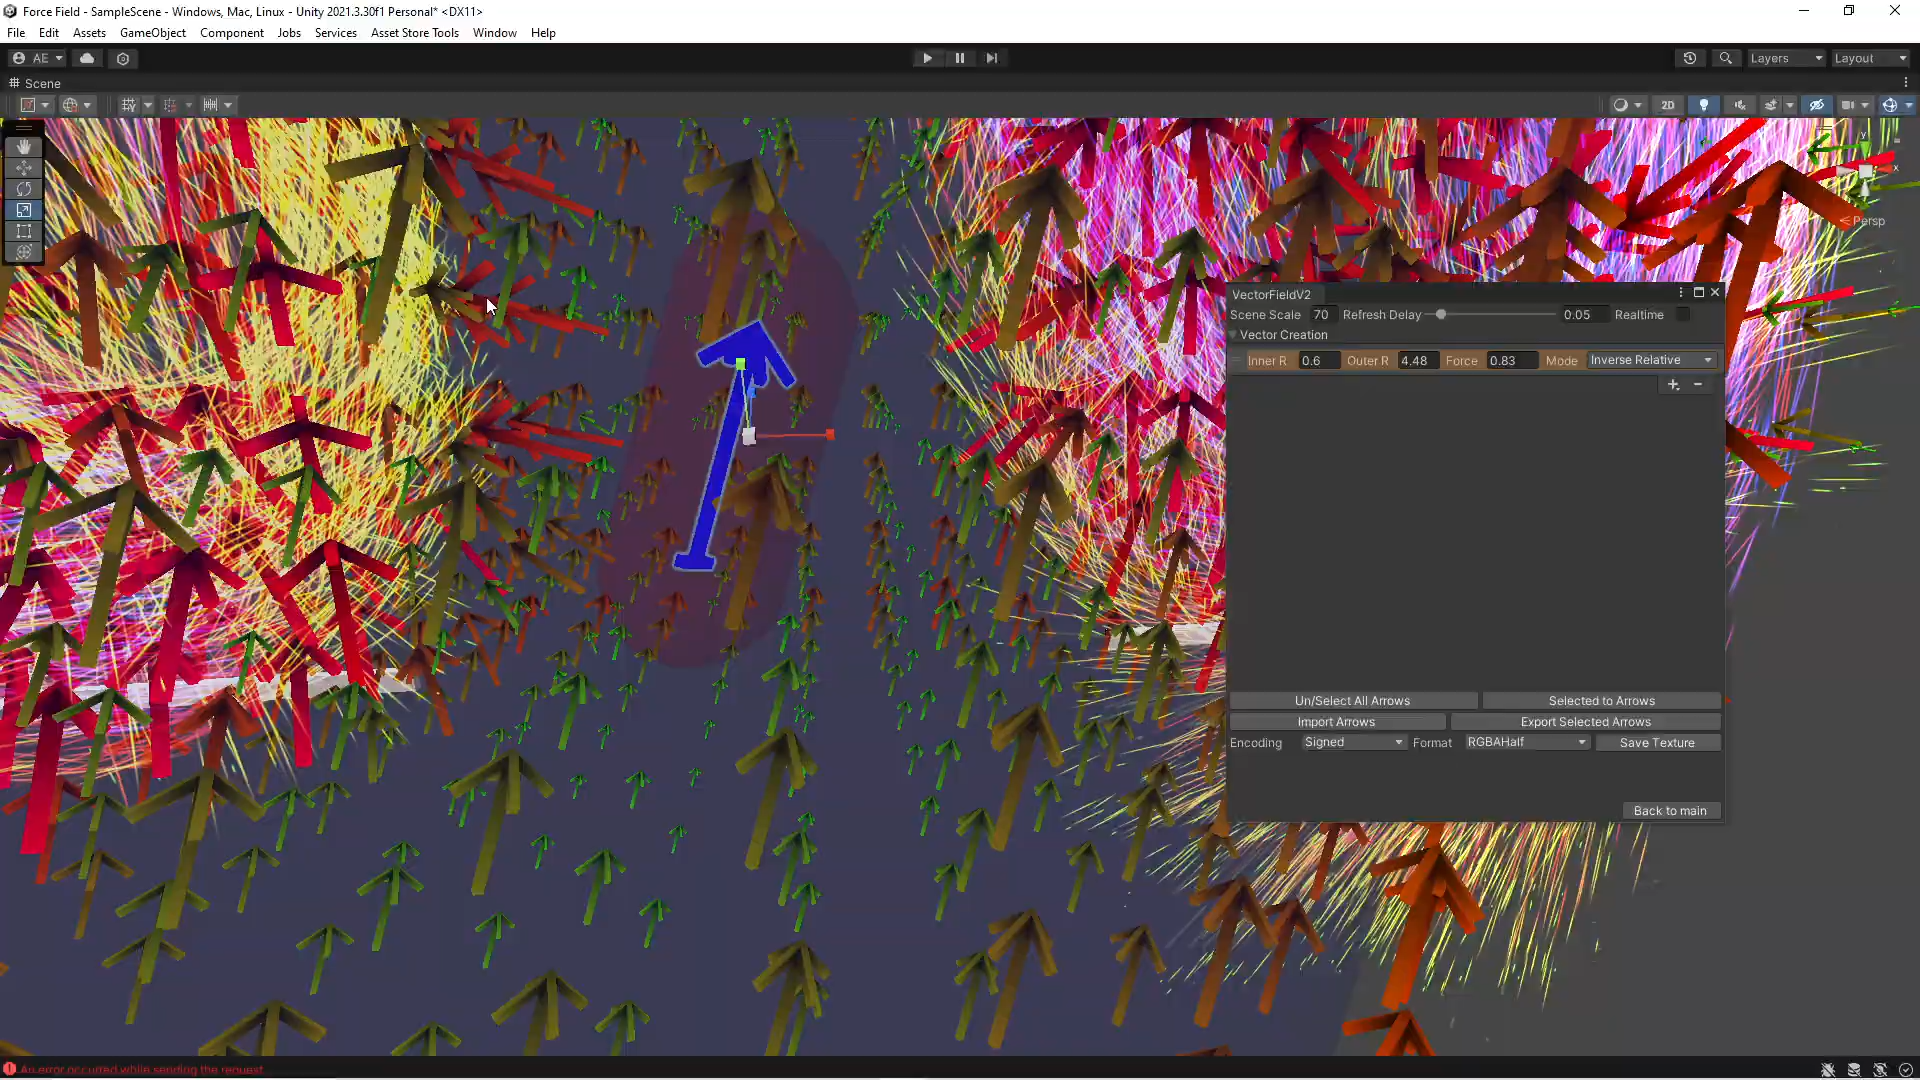 Force Field - SampleScene - Windows, Mac, Linux - Unity 2021.3.30f1 Personal* <DX11>
File Edit Assets GameObject Component Jobs Services Asset Store Tools Window Help
AE Layers Layout
Scene
2D
y
x
Persp
VectorFieldV2
Scene Scale 70 Refresh Delay 0.05 Realtime
Vector Creation
Inner R 0.6 Outer R 4.48 Force 0.83 Mode Inverse Relative
Un/Select All Arrows Selected to Arrows
Import Arrows Export Selected Arrows
Encoding Signed Format RGBAHalf Save Texture
Back to main
An error occurred while sending the request